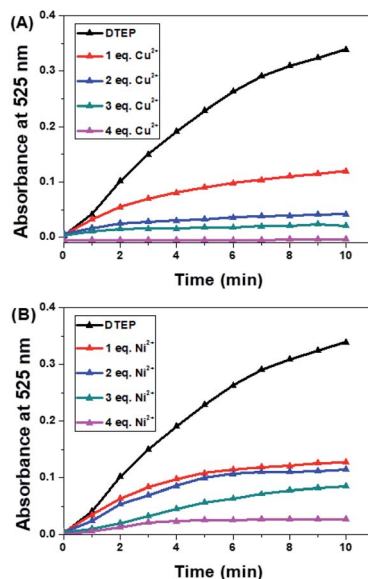 (A)
Absorbance at 525 nm
0.4
0.3
0.2
0.1
0.0
DTEP
1 eq. Cu²⁺
2 eq. Cu²⁺
3 eq. Cu²⁺
4 eq. Cu²⁺
0 2 4 6 8 10
Time (min)
(B)
Absorbance at 525 nm
0.4
0.3
0.2
0.1
0.0
DTEP
1 eq. Ni²⁺
2 eq. Ni²⁺
3 eq. Ni²⁺
4 eq. Ni²⁺
0 2 4 6 8 10
Time (min)